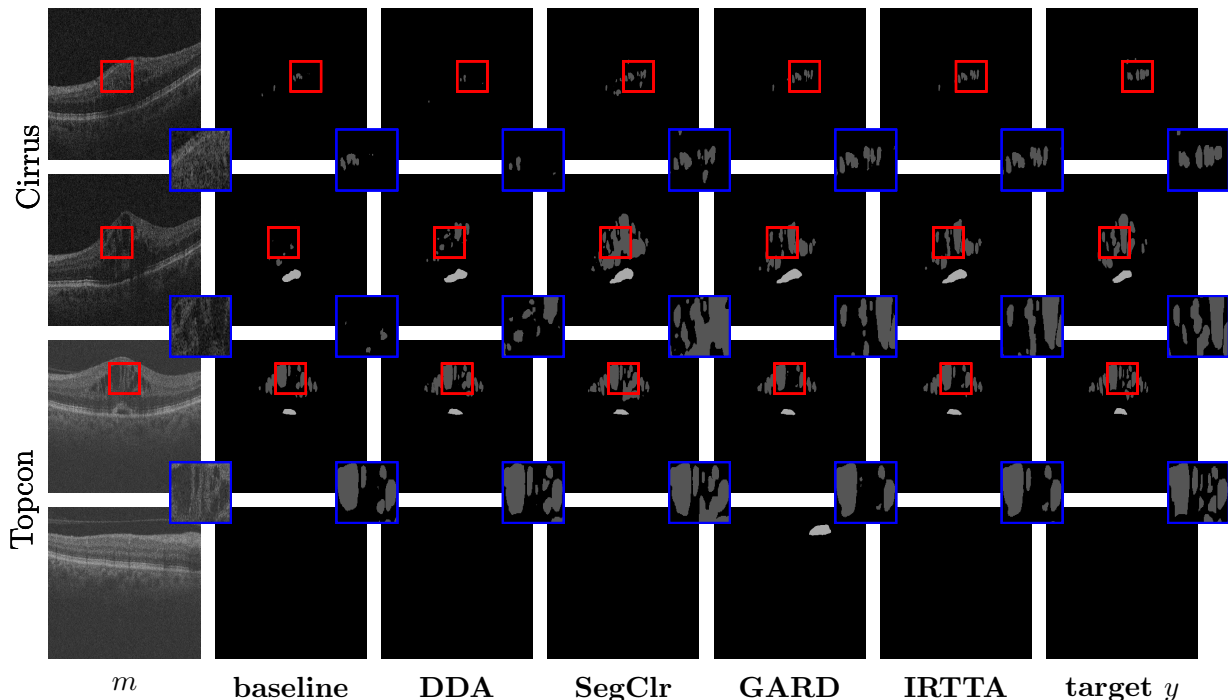 Cirrus
Topcon
m
baseline
DDA
SegClr
GARD
IRTTA
target y